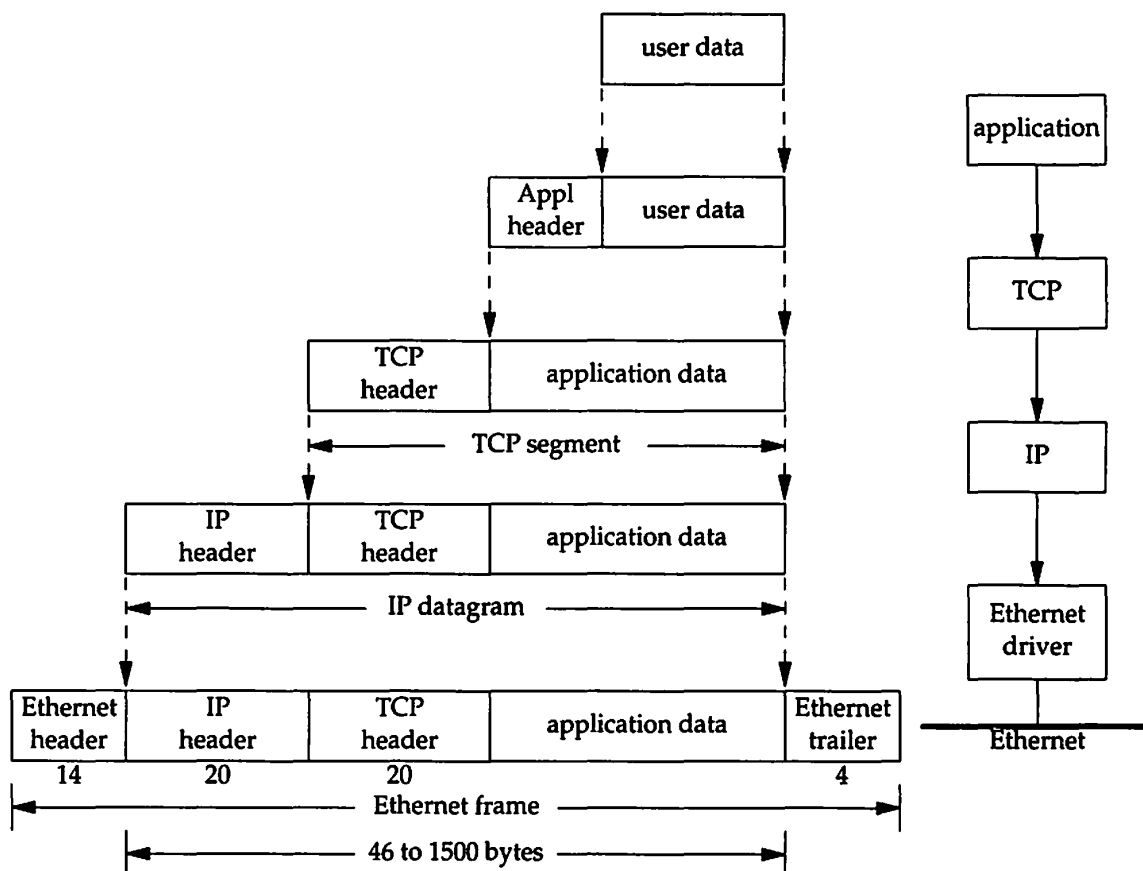 user data
application
Appl
header
user data
TCP
TCP
header
application data
TCP segment
IP
IP
header
TCP
header
application data
IP datagram
Ethernet
driver
Ethernet
header
IP
header
TCP
header
application data
Ethernet
trailer
Ethernet
14
20
20
4
Ethernet frame
46 to 1500 bytes